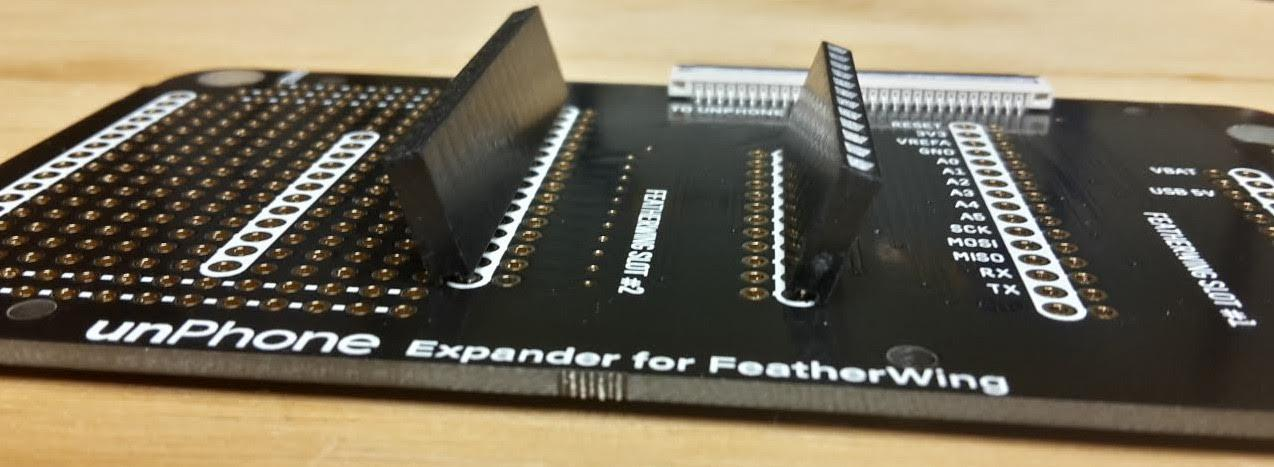 UNPHONE
RESET
3V3
VREFA
GND
A0
A1
A2
A3
A4
A5
SCK
MOSI
MISO
RX
TX
VBAT
USB 5V
FEATHERWING SLOT #2
FEATHERWING SLOT #1
unPhone Expander for FeatherWing